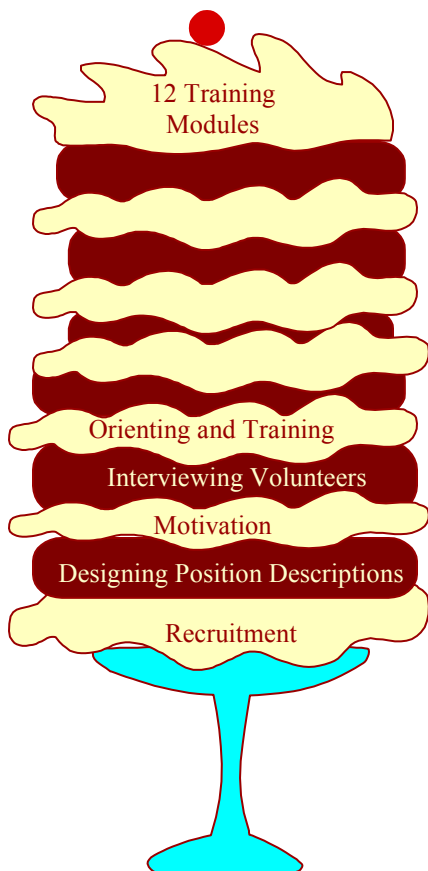 12 Training
Modules
Orienting and Training
Interviewing Volunteers
Motivation
Designing Position Descriptions
Recruitment